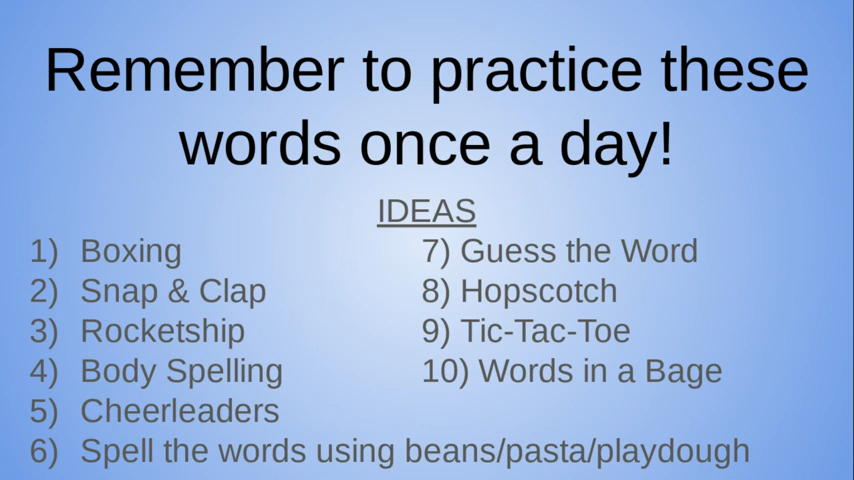 Remember to practice these
words once a day!
IDEAS
1) Boxing
2) Snap & Clap
3) Rocketship
4) Body Spelling
5) Cheerleaders
6) Spell the words using beans/pasta/playdough
7) Guess the Word
8) Hopscotch
9) Tic-Tac-Toe
10) Words in a Bage